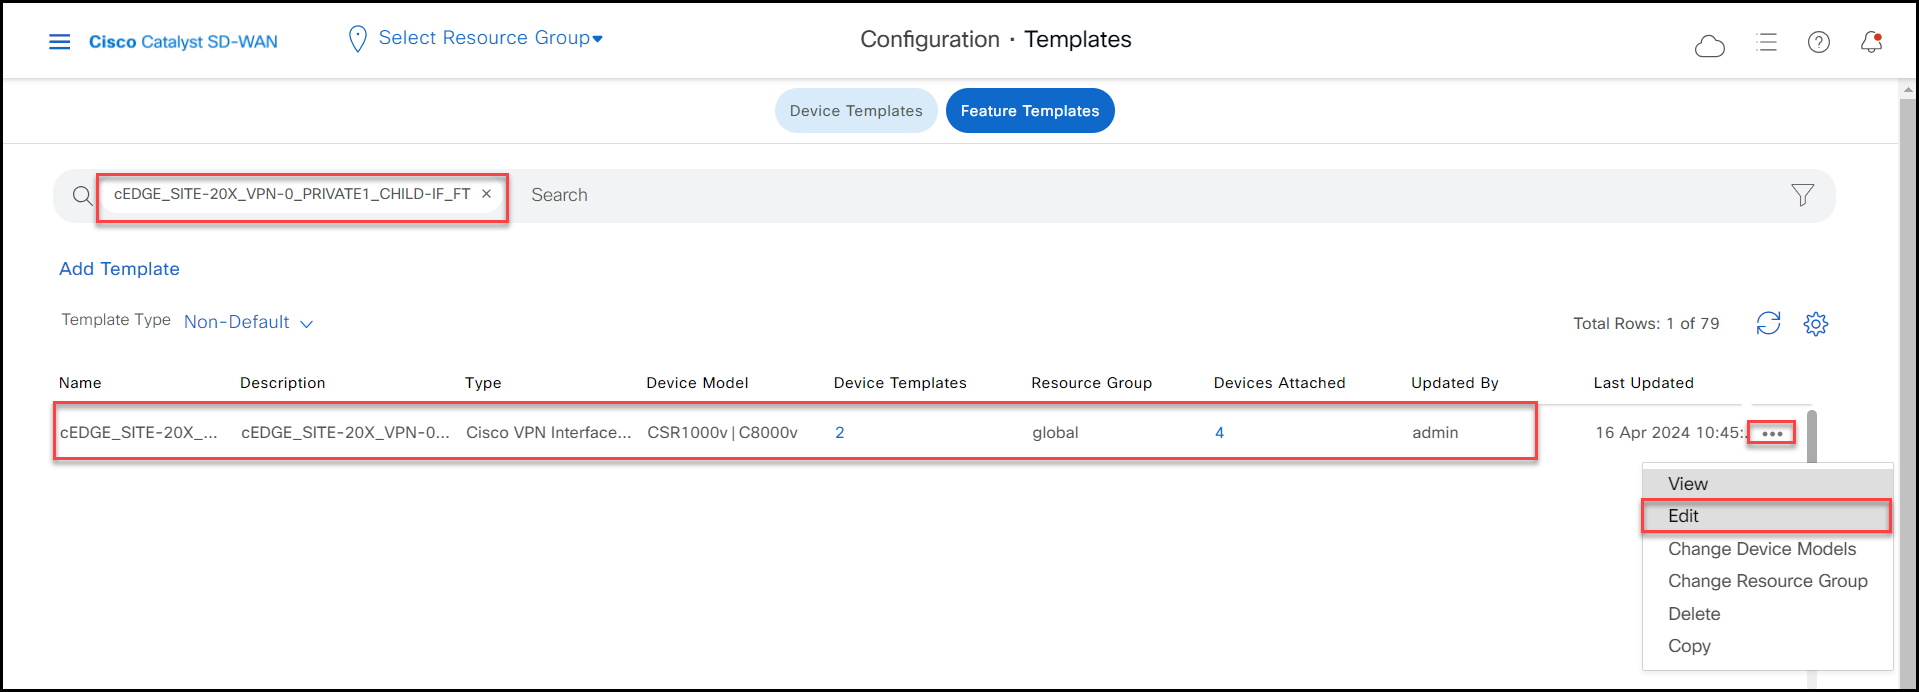 Cisco Catalyst SD-WAN
Select Resource Group
Configuration · Templates
Device Templates
Feature Templates
cEDGE_SITE-20X_VPN-0_PRIVATE1_CHILD-IF_FT ×
Search
Add Template
Template Type Non-Default
Total Rows: 1 of 79
Name Description Type Device Model Device Templates Resource Group Devices Attached Updated By Last Updated
cEDGE_SITE-20X_... cEDGE_SITE-20X_VPN-0... Cisco VPN Interface... CSR1000v | C8000v 2 global 4 admin 16 Apr 2024 10:45:. •••
View
Edit
Change Device Models
Change Resource Group
Delete
Copy